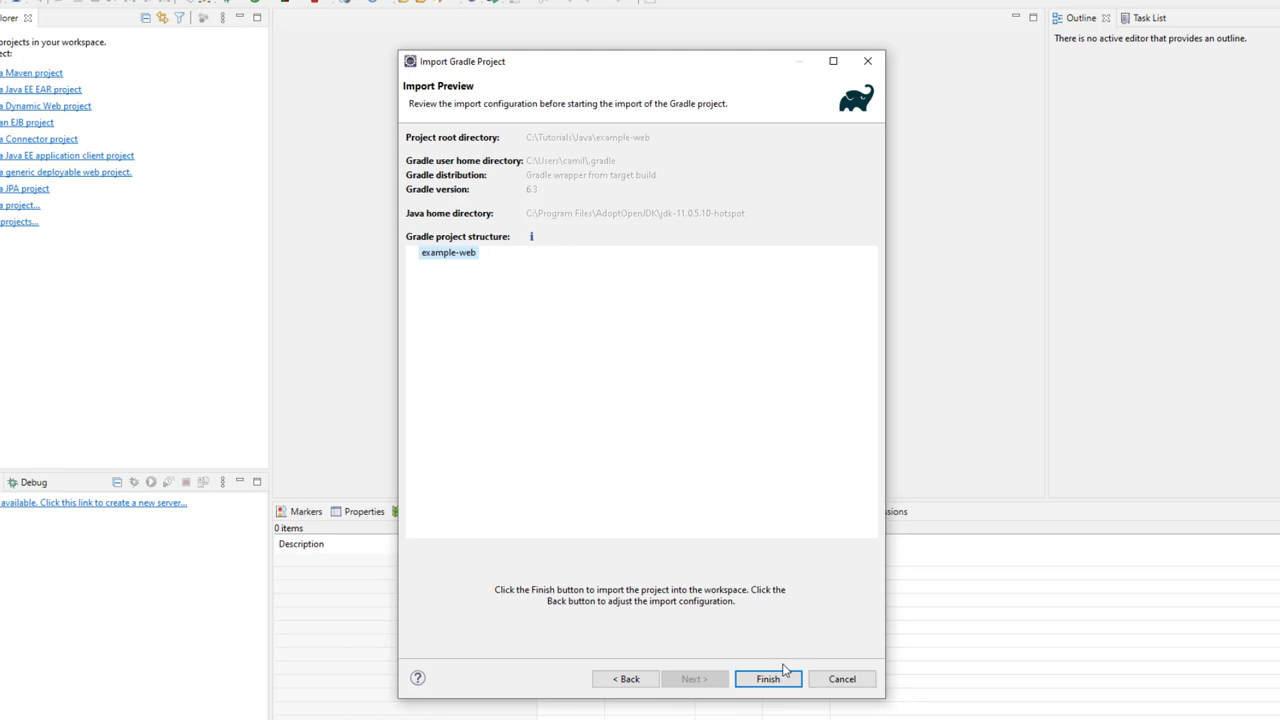 lorer
Outline
Task List
projects in your workspace.
ect:
There is no active editor that provides an outline.
a Maven project
a Java EE EAR project
a Dynamic Web project
an EJB project
a Connector project
a Java EE application client project
a generic deployable web project.
a JPA project
a project...
projects...
Import Gradle Project
Import Preview
Review the import configuration before starting the import of the Gradle project.
Project root directory: C:\Tutorials\Java\example-web
Gradle user home directory: C:\Users\camil\.gradle
Gradle distribution: Gradle wrapper from target build
Gradle version: 6.3
Java home directory: C:\Program Files\AdoptOpenJDK\jdk-11.0.5.10-hotspot
Gradle project structure:
example-web
Debug
available. Click this link to create a new server...
Markers
Properties
ssions
0 items
Description
Click the Finish button to import the project into the workspace. Click the
Back button to adjust the import configuration.
?
< Back
Next >
Finish
Cancel